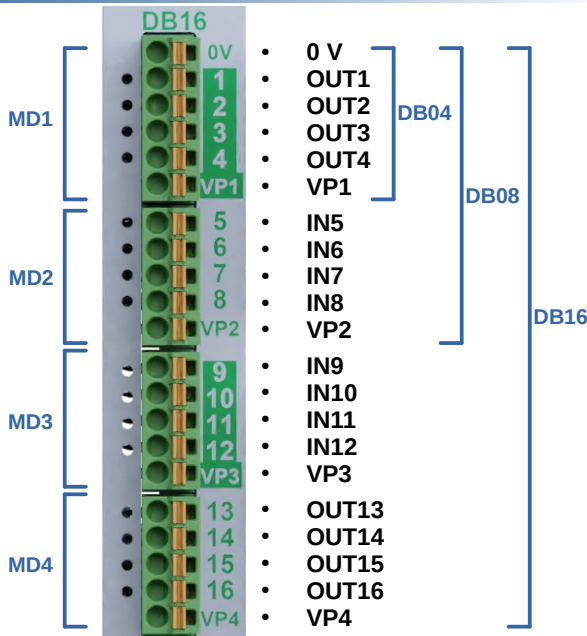 DB16
0V • 0 V
1 • OUT1
2 • OUT2
MD1
3 • OUT3
DB04
4 • OUT4
VP1 • VP1
DB08
5 • IN5
6 • IN6
MD2
7 • IN7
8 • IN8
DB16
VP2 • VP2
9 • IN9
10 • IN10
MD3
11 • IN11
12 • IN12
VP3 • VP3
13 • OUT13
14 • OUT14
MD4
15 • OUT15
16 • OUT16
VP4 • VP4